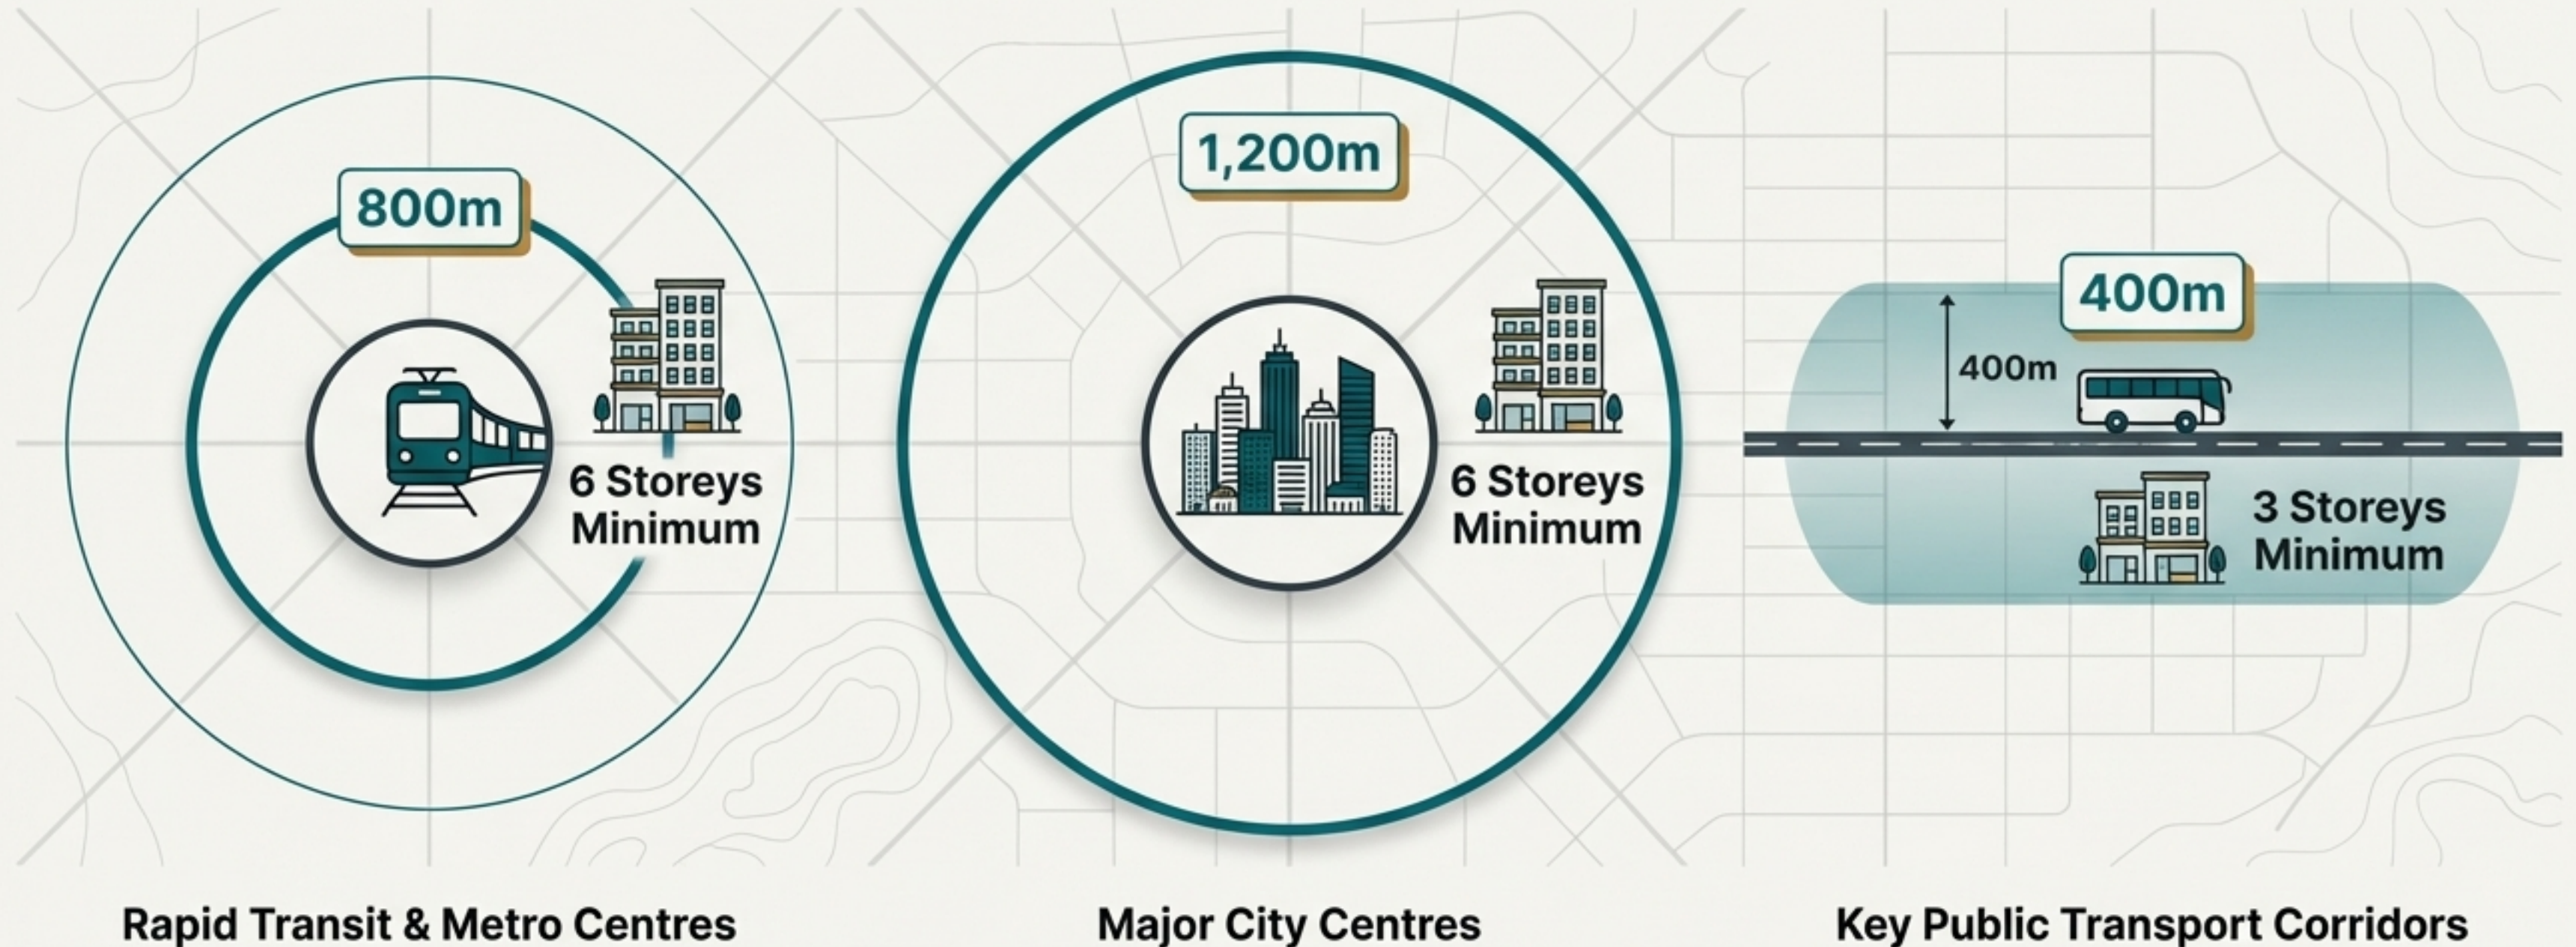 800m
6 Storeys
Minimum
Rapid Transit & Metro Centres
1,200m
6 Storeys
Minimum
Major City Centres
400m
400m
3 Storeys
Minimum
Key Public Transport Corridors